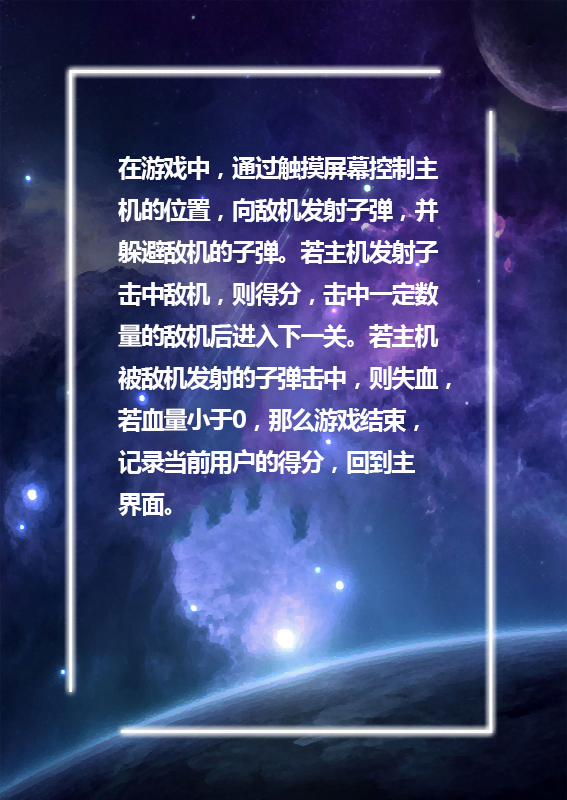 在游戏中，通过触摸屏幕控制主
机的位置，向敌机发射子弹，并
躲避敌机的子弹。若主机发射子
击中敌机，则得分，击中一定数
量的敌机后进入下一关。若主机
被敌机发射的子弹击中，则失血，
若血量小于0，那么游戏结束，
记录当前用户的得分，回到主
界面。